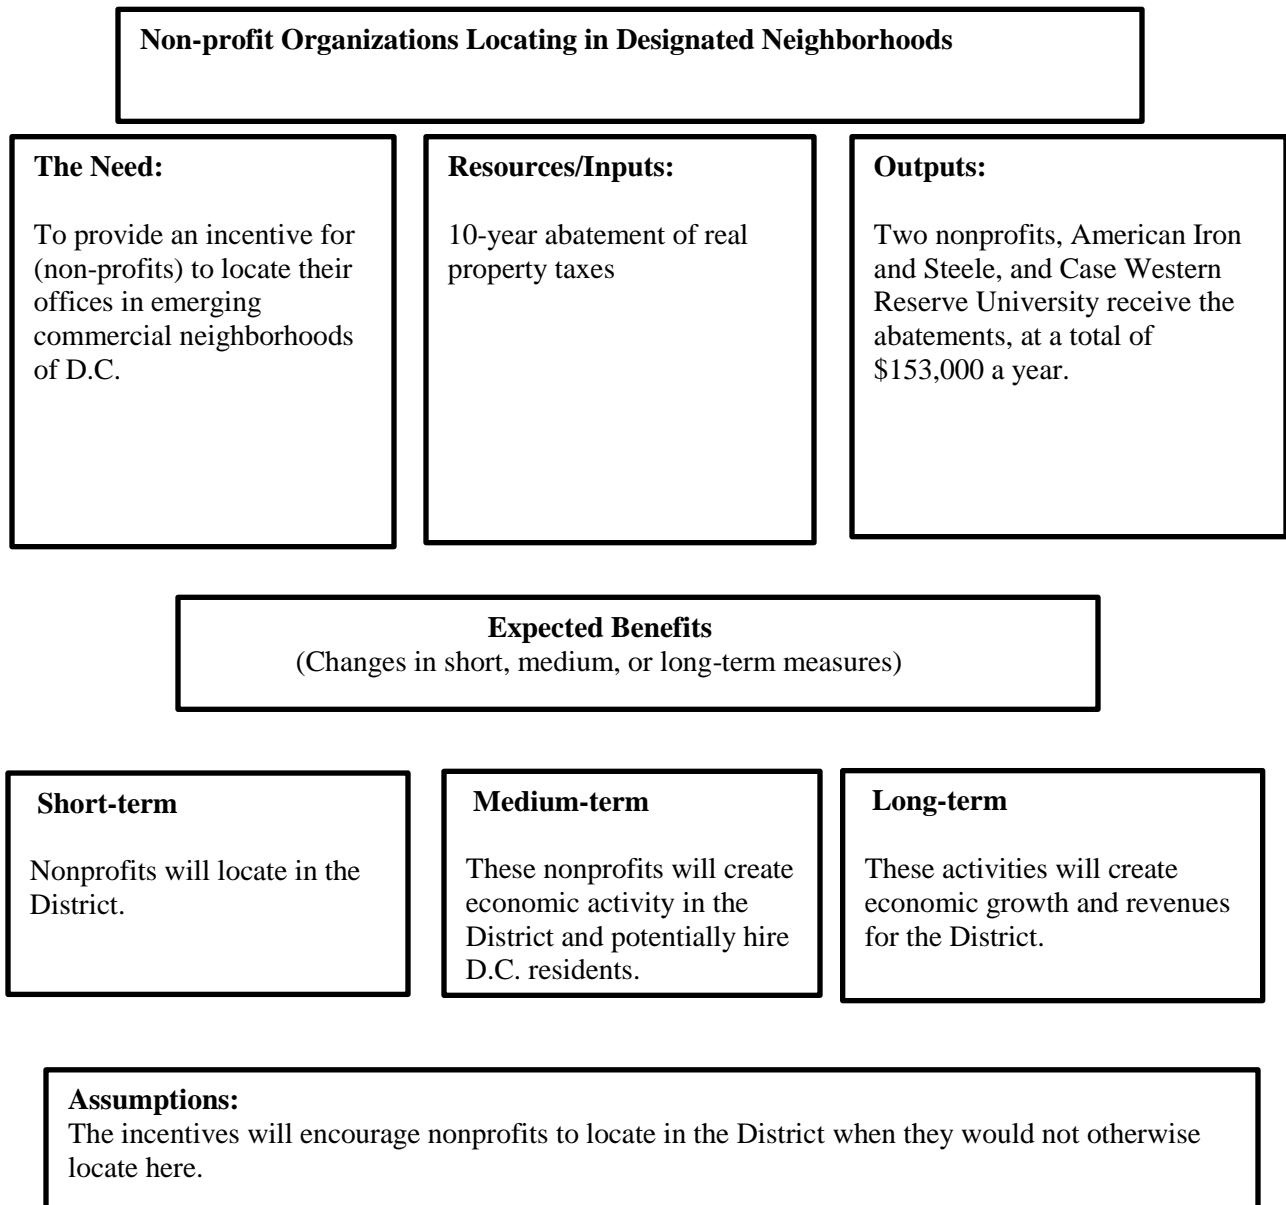 Non-profit Organizations Locating in Designated Neighborhoods
The Need:
To provide an incentive for
(non-profits) to locate their
offices in emerging
commercial neighborhoods
of D.C.
Resources/Inputs:
10-year abatement of real
property taxes
Outputs:
Two nonprofits, American Iron
and Steele, and Case Western
Reserve University receive the
abatements, at a total of
$153,000 a year.
Expected Benefits
(Changes in short, medium, or long-term measures)
Short-term
Nonprofits will locate in the
District.
Medium-term
These nonprofits will create
economic activity in the
District and potentially hire
D.C. residents.
Long-term
These activities will create
economic growth and revenues
for the District.
Assumptions:
The incentives will encourage nonprofits to locate in the District when they would not otherwise
locate here.